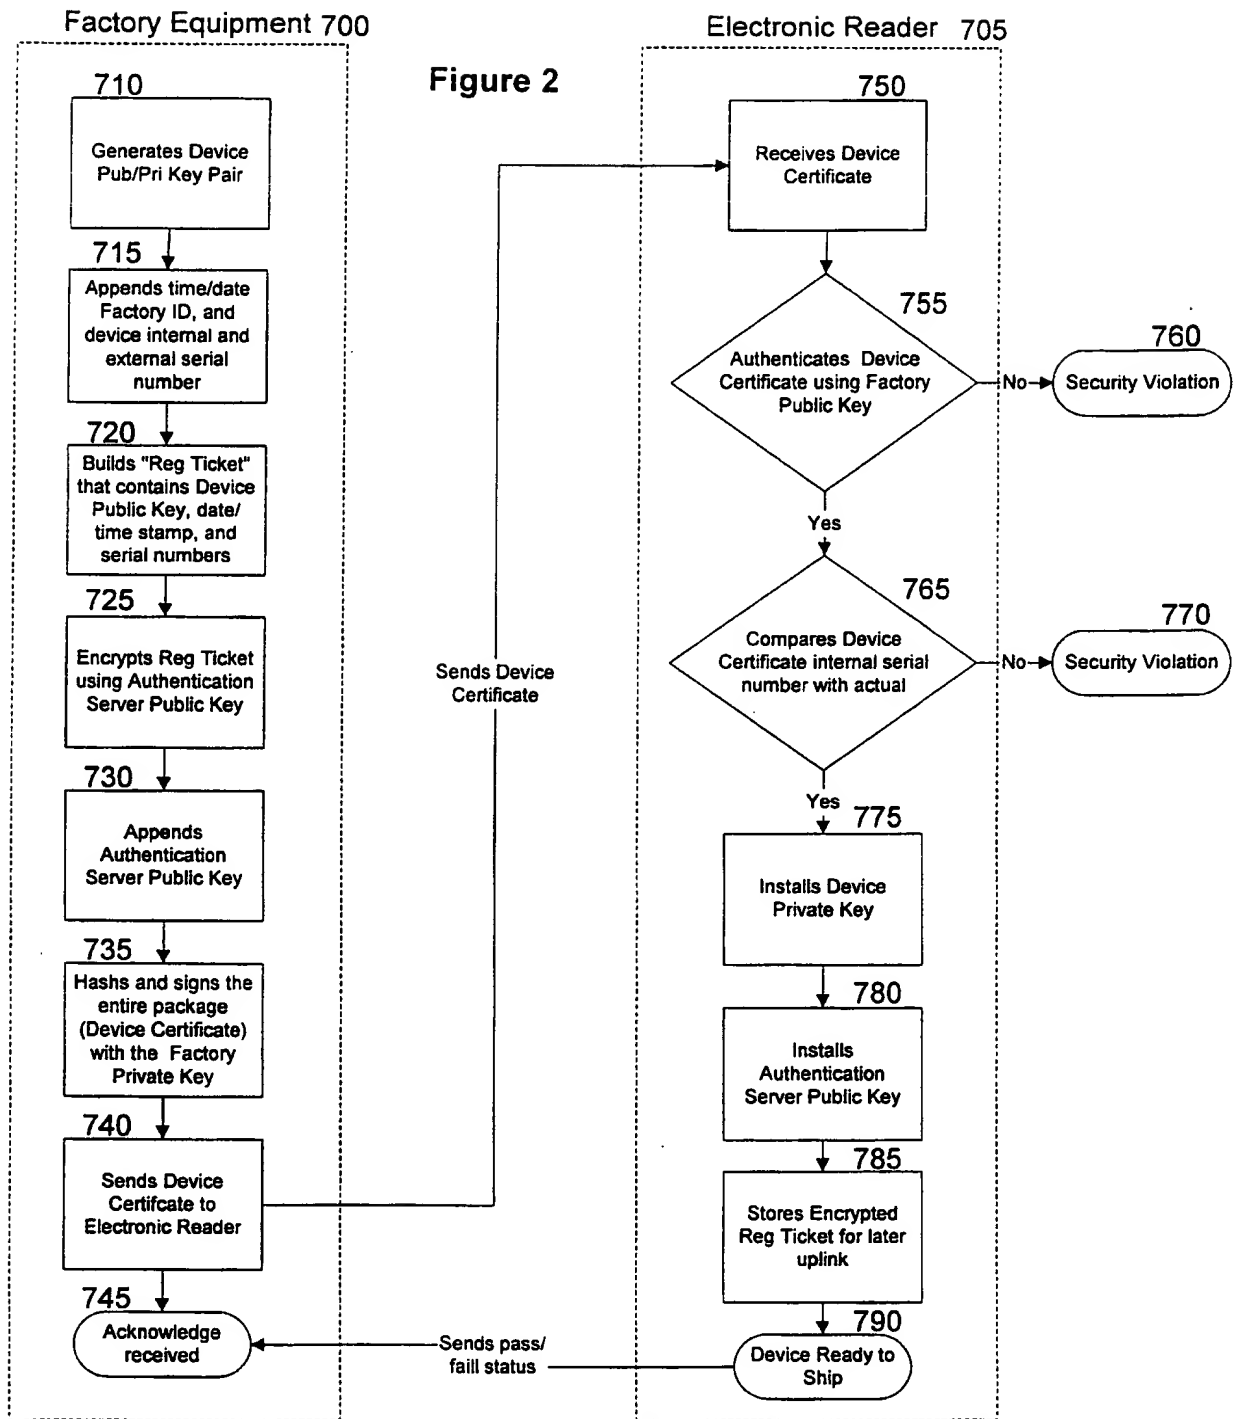 Factory Equipment 700
Figure 2
Electronic Reader 705
710
Generates Device
Pub/Pri Key Pair
715
Appends time/date
Factory ID, and
device internal and
external serial
number
720
Builds "Reg Ticket"
that contains Device
Public Key, date/
time stamp, and
serial numbers
725
Encrypts Reg Ticket
using Authentication
Server Public Key
730
Appends
Authentication
Server Public Key
735
Hashs and signs the
entire package
(Device Certificate)
with the Factory
Private Key
740
Sends Device
Certifcate to
Electronic Reader
745
Acknowledge
received
Sends Device
Certificate
Sends pass/
faill status
750
Receives Device
Certificate
755
Authenticates Device
Certificate using Factory
Public Key
No
760
Security Violation
Yes
765
Compares Device
Certificate internal serial
number with actual
No
770
Security Violation
Yes
775
Installs Device
Private Key
780
Installs
Authentication
Server Public Key
785
Stores Encrypted
Reg Ticket for later
uplink
790
Device Ready to
Ship